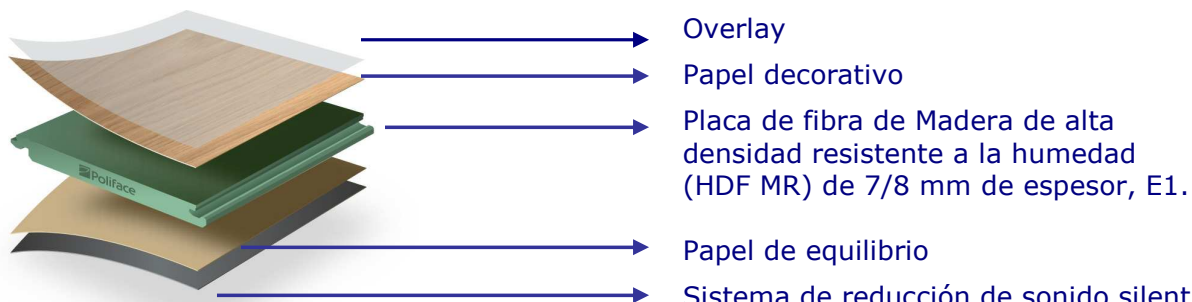 Overlay
Papel decorativo
Placa de fibra de Madera de alta
densidad resistente a la humedad
(HDF MR) de 7/8 mm de espesor, E1.
Poliface
Papel de equilibrio
Sistema de reducción de sonido silent